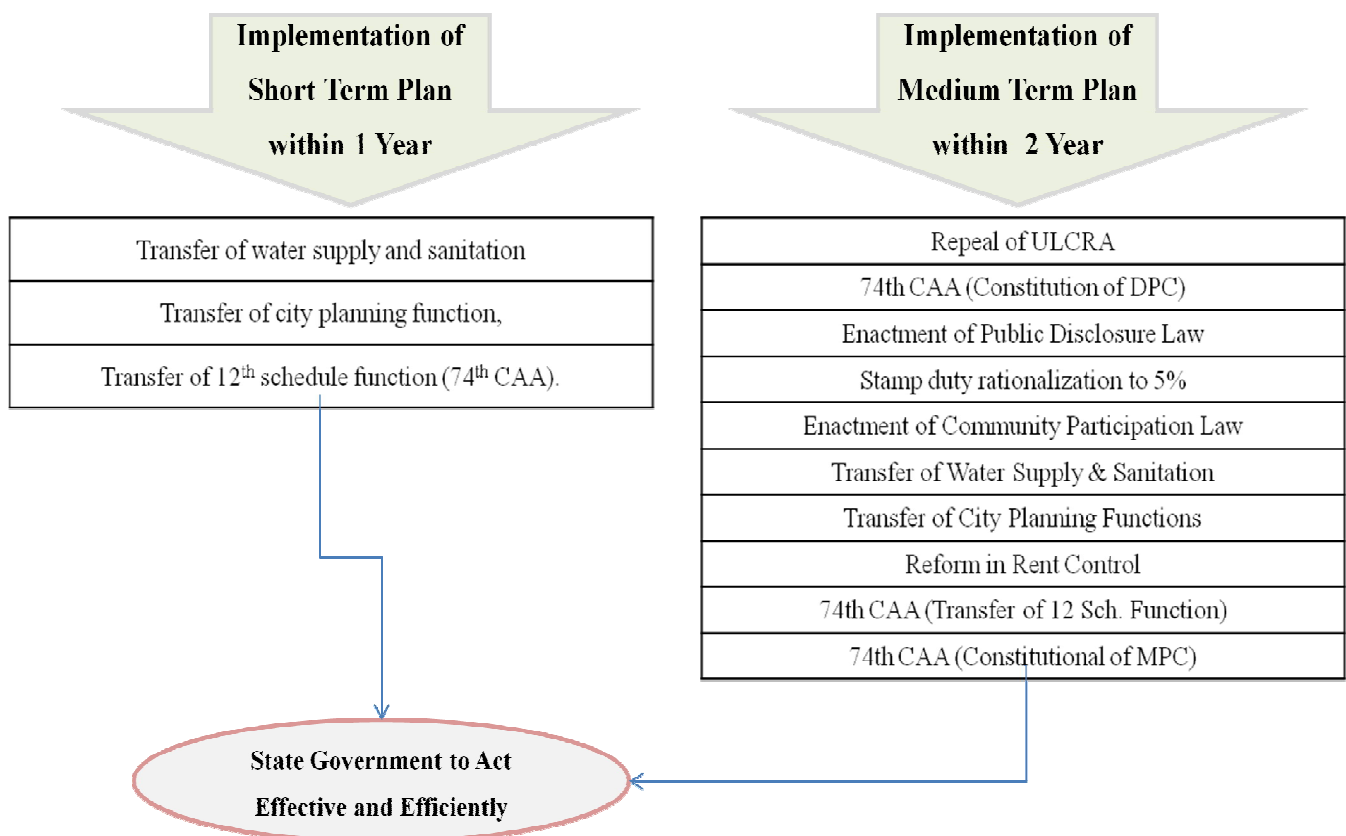 Implementation of
Short Term Plan
within 1 Year
Transfer of water supply and sanitation
Transfer of city planning function,
Transfer of 12th schedule function (74th CAA).
Implementation of
Medium Term Plan
within 2 Year
Repeal of ULCRA
74th CAA (Constitution of DPC)
Enactment of Public Disclosure Law
Stamp duty rationalization to 5%
Enactment of Community Participation Law
Transfer of Water Supply & Sanitation
Transfer of City Planning Functions
Reform in Rent Control
74th CAA (Transfer of 12 Sch. Function)
74th CAA (Constitutional of MPC)
State Government to Act
Effective and Efficiently